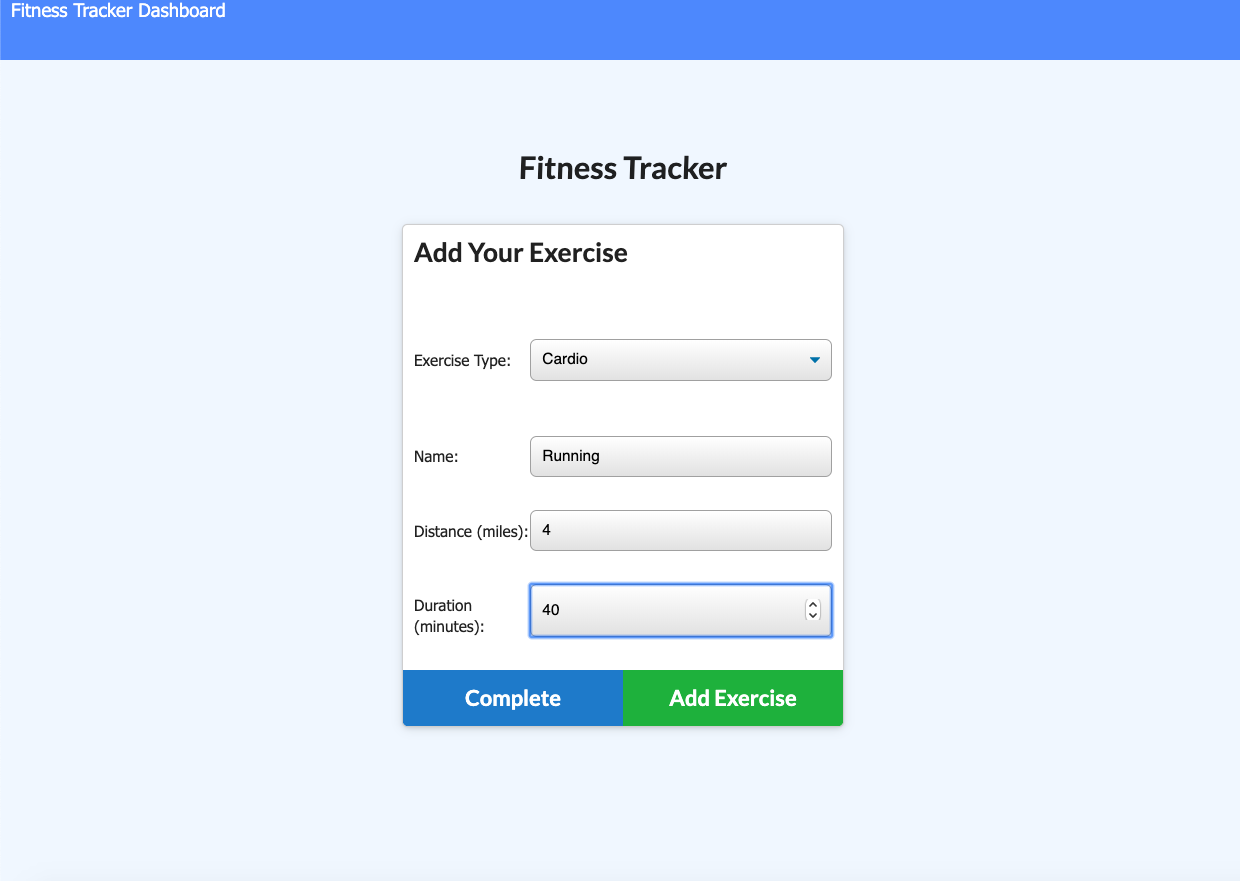 Fitness Tracker Dashboard
Fitness Tracker
Add Your Exercise
Exercise Type: Cardio
Name: Running
Distance (miles): 4
Duration
(minutes): 40
Complete Add Exercise